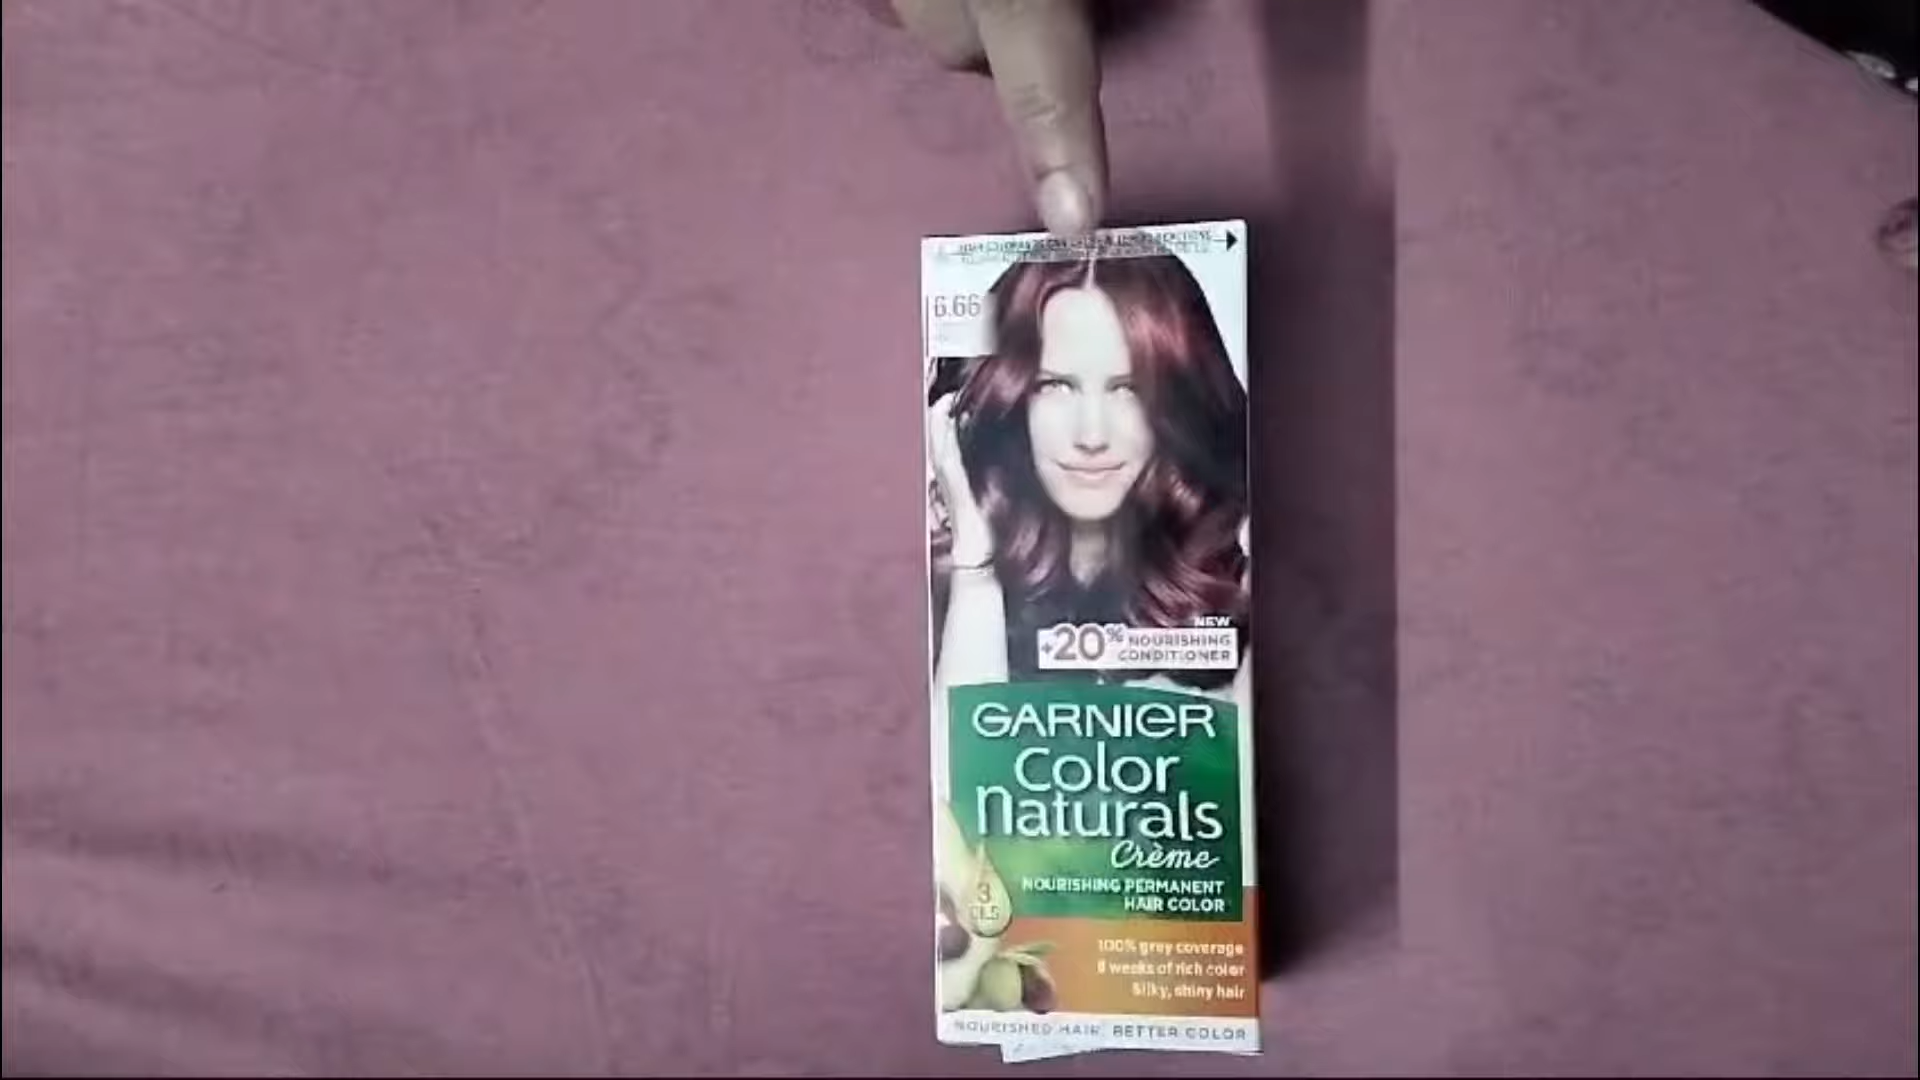 6.66
NEW
+20% NOURISHING
CONDITIONER
GARNIER
Color
Naturals
Crème
NOURISHING PERMANENT
HAIR COLOR
3
OILS
100% grey coverage
8 weeks of rich color
Silky, shiny hair
NOURISHED HAIR, BETTER COLOR